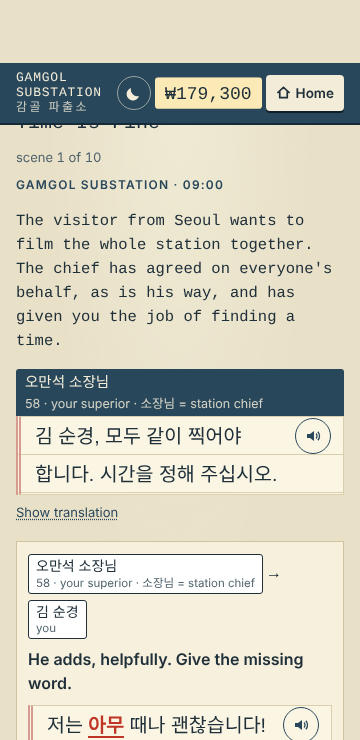 GAMGOL
SUBSTATION
감골 파출소
₩179,300
Home
Time Is Fine
scene 1 of 10
GAMGOL SUBSTATION · 09:00
The visitor from Seoul wants to
film the whole station together.
The chief has agreed on everyone's
behalf, as is his way, and has
given you the job of finding a
time.
오만석 소장님
58 · your superior · 소장님 = station chief
김 순경, 모두 같이 찍어야
합니다. 시간을 정해 주십시오.
Show translation
오만석 소장님
58 · your superior · 소장님 = station chief
→
김 순경
you
He adds, helpfully. Give the missing
word.
저는 아무 때나 괜찮습니다!